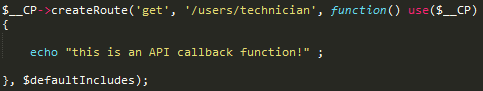 $__CP->createRoute('get', '/users/technician', function() use($__CP)
{
echo "this is an API callback function!" ;
}, $defaultIncludes);